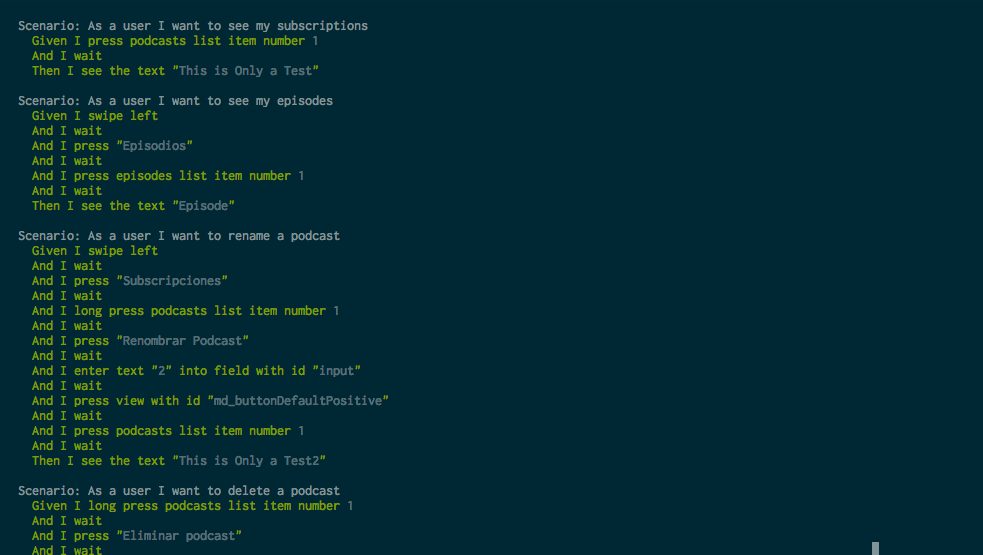 Scenario: As a user I want to see my subscriptions
Given I press podcasts list item number 1
And I wait
Then I see the text "This is Only a Test"
Scenario: As a user I want to see my episodes
Given I swipe left
And I wait
And I press "Episodios"
And I wait
And I press episodes list item number 1
And I wait
Then I see the text "Episode"
Scenario: As a user I want to rename a podcast
Given I swipe left
And I wait
And I press "Subscripciones"
And I wait
And I long press podcasts list item number 1
And I wait
And I press "Renombrar Podcast"
And I wait
And I enter text "2" into field with id "input"
And I wait
And I press view with id "md_buttonDefaultPositive"
And I wait
And I press podcasts list item number 1
And I wait
Then I see the text "This is Only a Test2"
Scenario: As a user I want to delete a podcast
Given I long press podcasts list item number 1
And I wait
And I press "Eliminar podcast"
And I wait